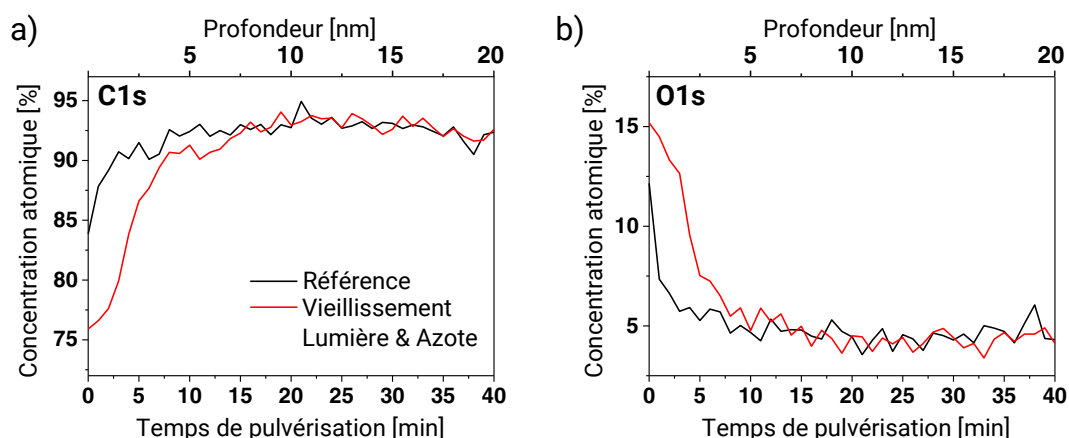 a)
Profondeur [nm]
0 5 10 15 20
C1s
Concentration atomique [%]
95
90
85
80
75
Référence
Vieillissement
Lumière & Azote
0 5 10 15 20 25 30 35 40
Temps de pulvérisation [min]
b)
Profondeur [nm]
0 5 10 15 20
O1s
Concentration atomique [%]
15
10
5
0 5 10 15 20 25 30 35 40
Temps de pulvérisation [min]